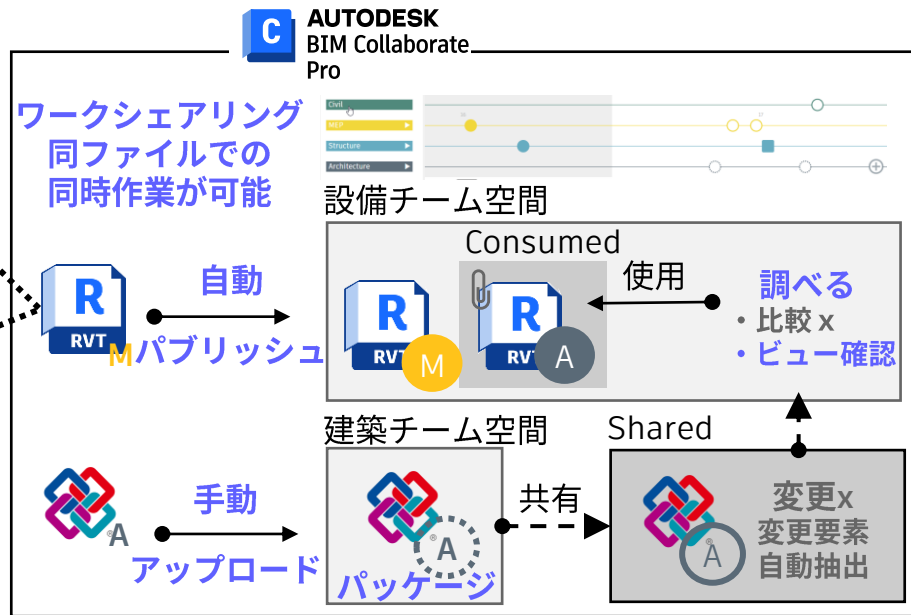 C
AUTODESK
BIM Collaborate
Pro
ワークシェアリング
同ファイルでの
同時作業が可能
Civil
MEP
Structure
Architecture
設備チーム空間
Consumed
R
RVT
M
自動
パブリッシュ
R
RVT
M
R
RVT
A
使用
調べる
・比較 x
・ビュー確認
建築チーム空間
Shared
®A
手動
アップロード
®
A
パッケージ
共有
®
A
変更x
変更要素
自動抽出